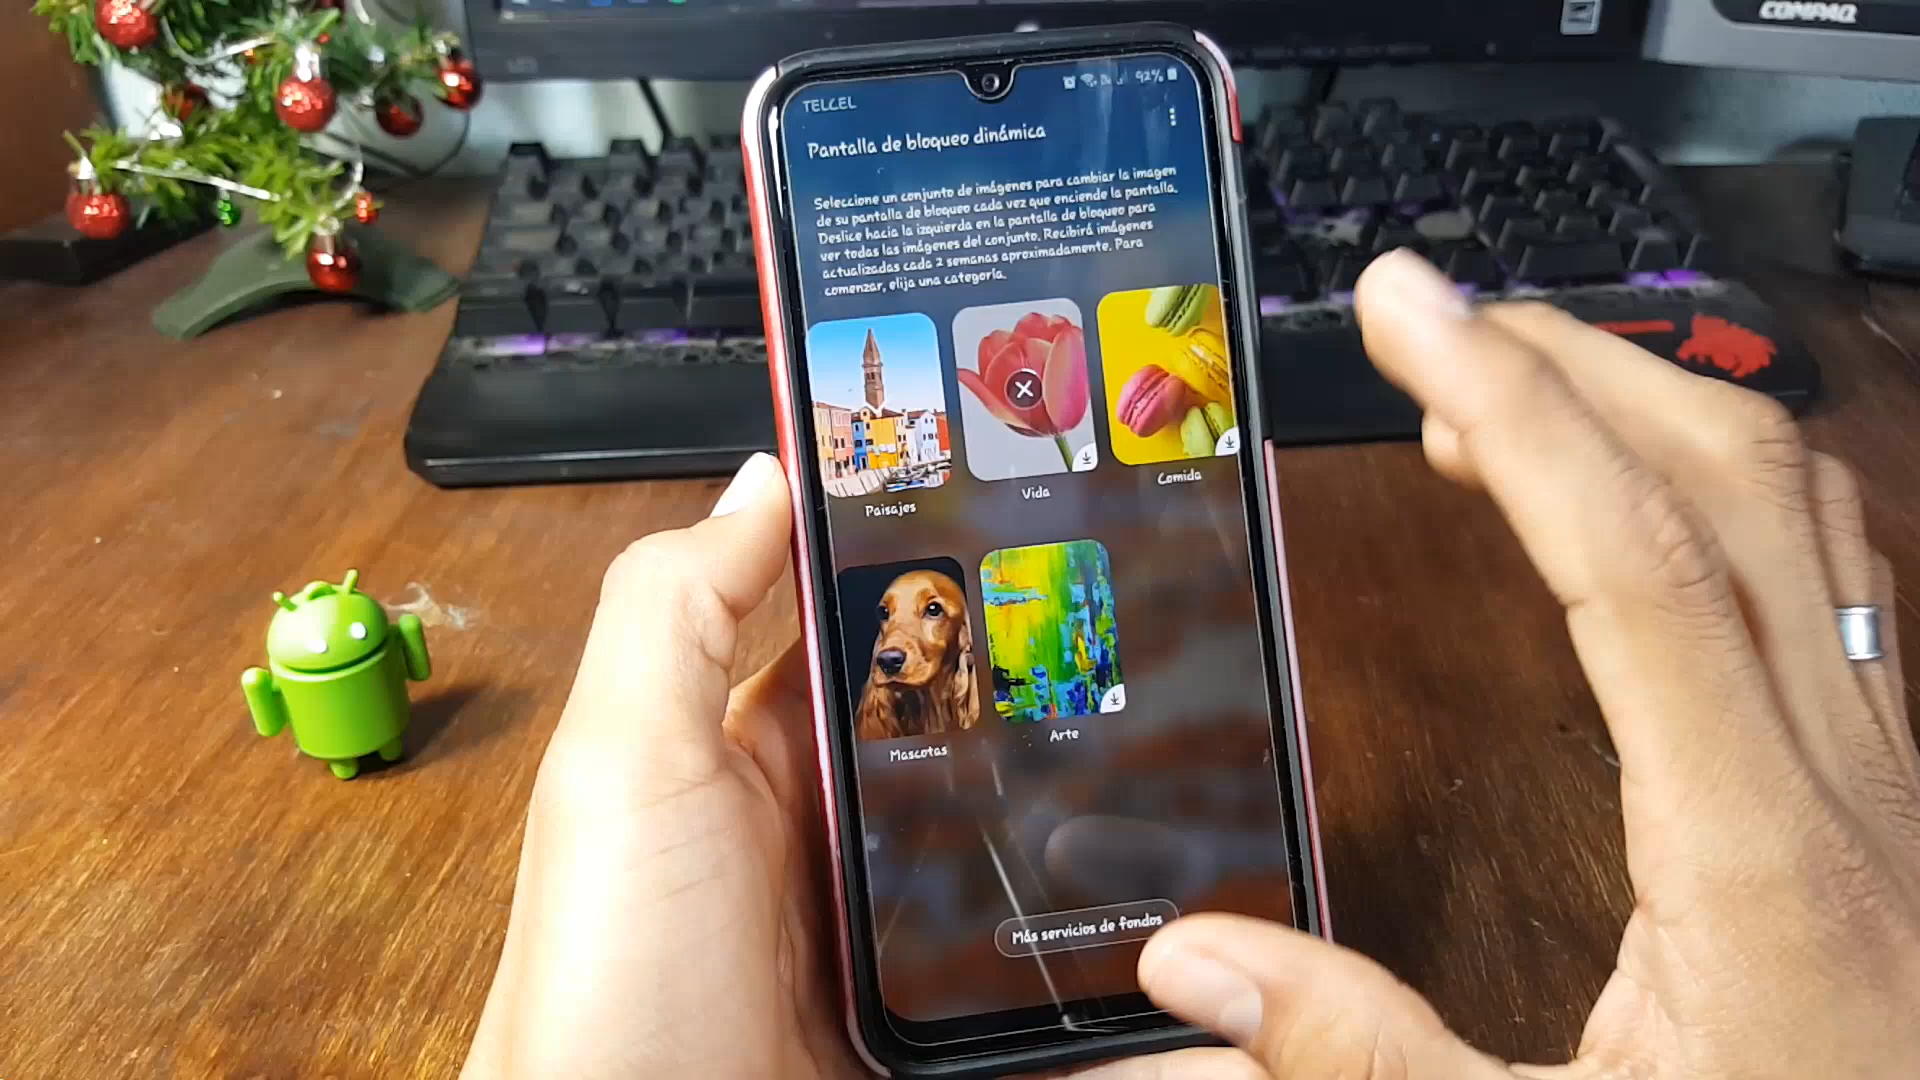 COMPAQ
TELCEL
92%
Pantalla de bloqueo dinámica
Seleccione un conjunto de imágenes para cambiar la imagen
de su pantalla de bloqueo cada vez que enciende la pantalla.
Deslice hacia la izquierda en la pantalla de bloqueo para
ver todas las imágenes del conjunto. Recibirá imágenes
actualizadas cada 2 semanas aproximadamente. Para
comenzar, elija una categoría.
Paisajes
Vida
Comida
Mascotas
Arte
Más servicios de fondos